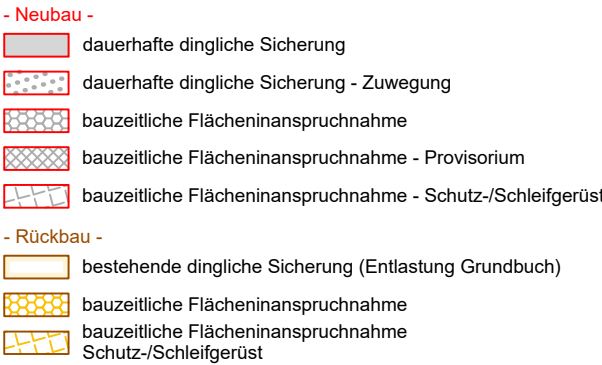 - Neubau -
dauerhafte dingliche Sicherung
dauerhafte dingliche Sicherung - Zuwegung
bauzeitliche Flächeninanspruchnahme
bauzeitliche Flächeninanspruchnahme - Provisorium
bauzeitliche Flächeninanspruchnahme - Schutz-/Schleifgerüst
- Rückbau -
bestehende dingliche Sicherung (Entlastung Grundbuch)
bauzeitliche Flächeninanspruchnahme
bauzeitliche Flächeninanspruchnahme
Schutz-/Schleifgerüst